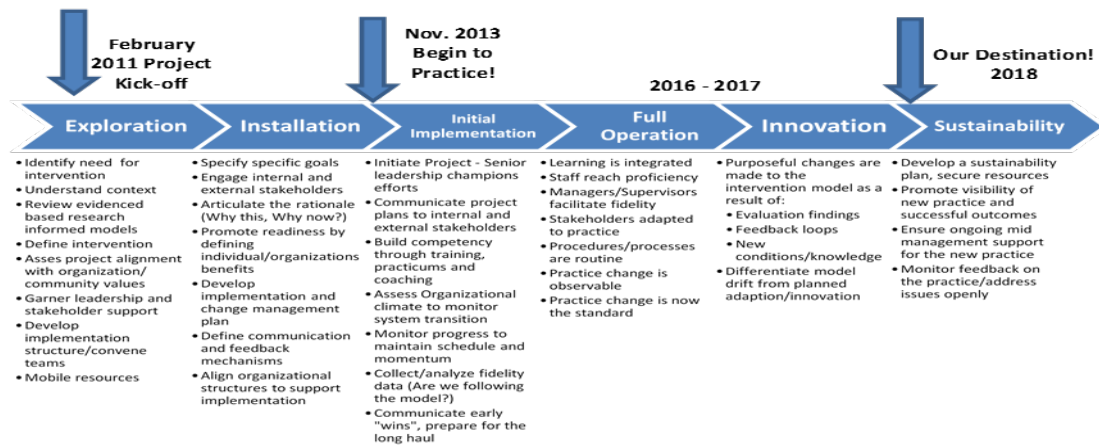 February
2011 Project
Kick-off
Nov. 2013
Begin to
Practice!
2016 - 2017
Our Destination!
2018
Exploration
Installation
Initial
Implementation
Full
Operation
Innovation
Sustainability
• Identify need for
intervention
• Understand context
• Review evidenced
based research
informed models
• Define intervention
• Asses project alignment
with organization/
community values
• Garner leadership and
stakeholder support
• Develop
implementation
structure/convene
teams
• Mobile resources
• Specify specific goals
• Engage internal and
external stakeholders
• Articulate the rationale
(Why this, Why now?)
• Promote readiness by
defining
individual/organizations
benefits
• Develop
implementation and
change management
plan
• Define communication
and feedback
mechanisms
• Align organizational
structures to support
implementation
• Initiate Project - Senior
leadership champions
efforts
• Communicate project
plans to internal and
external stakeholders
• Build competency
through training,
practicums and
coaching
• Assess Organizational
climate to monitor
system transition
• Monitor progress to
maintain schedule and
momentum
• Collect/analyze fidelity
data (Are we following
the model?)
• Communicate early
"wins", prepare for the
long haul
• Learning is integrated
• Staff reach proficiency
• Managers/Supervisors
facilitate fidelity
• Stakeholders adapted
to practice
• Procedures/processes
are routine
• Practice change is
observable
• Practice change is now
the standard
• Purposeful changes are
made to the
intervention model as a
result of:
• Evaluation findings
• Feedback loops
• New
conditions/knowledge
• Differentiate model
drift from planned
adaption/innovation
• Develop a sustainability
plan, secure resources
• Promote visibility of
new practice and
successful outcomes
• Ensure ongoing mid
management support
for the new practice
• Monitor feedback on
the practice/address
issues openly